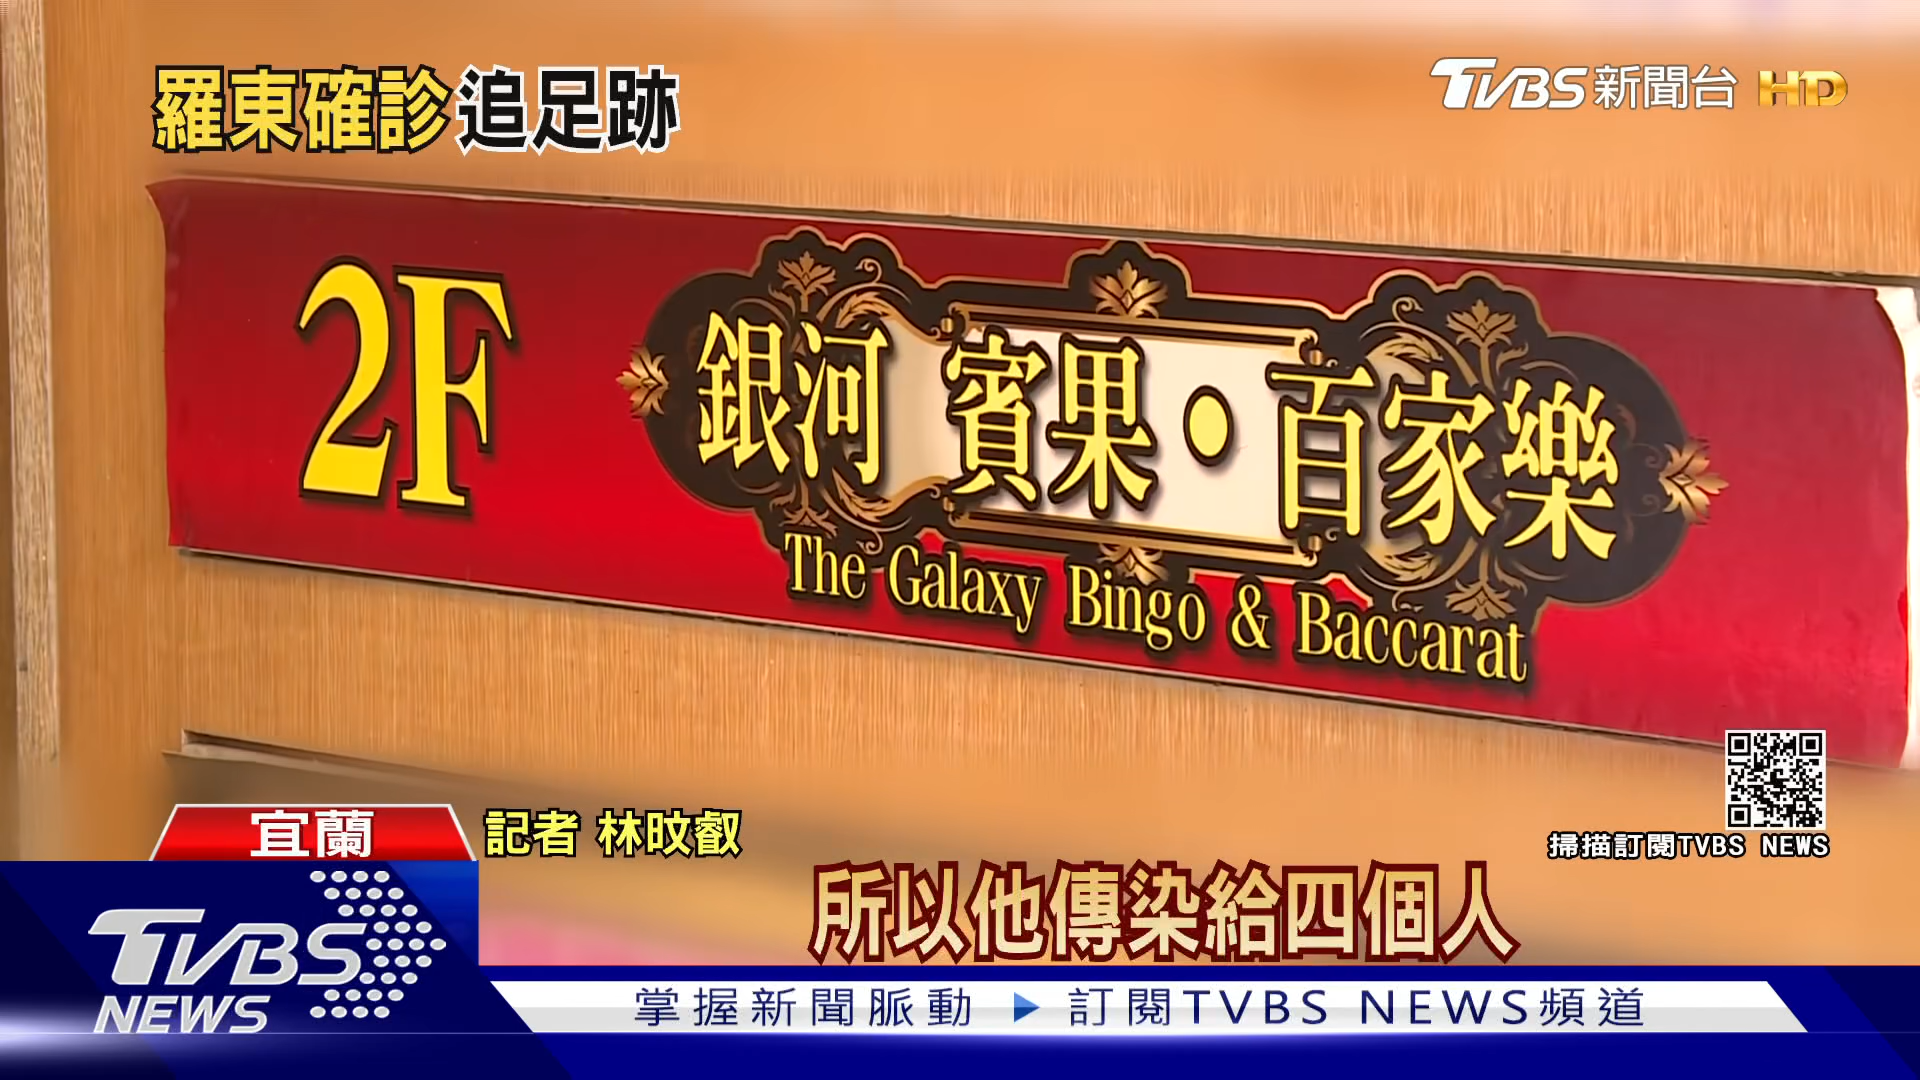 羅東確診追足跡
TVBS新聞台 HD
2F
銀河 賓果・百家樂
The Galaxy Bingo & Baccarat
宜蘭
記者 林旼叡
掃描訂閱TVBS NEWS
所以他傳染給四個人
TVBS
NEWS
掌握新聞脈動 ▶ 訂閱TVBS NEWS頻道